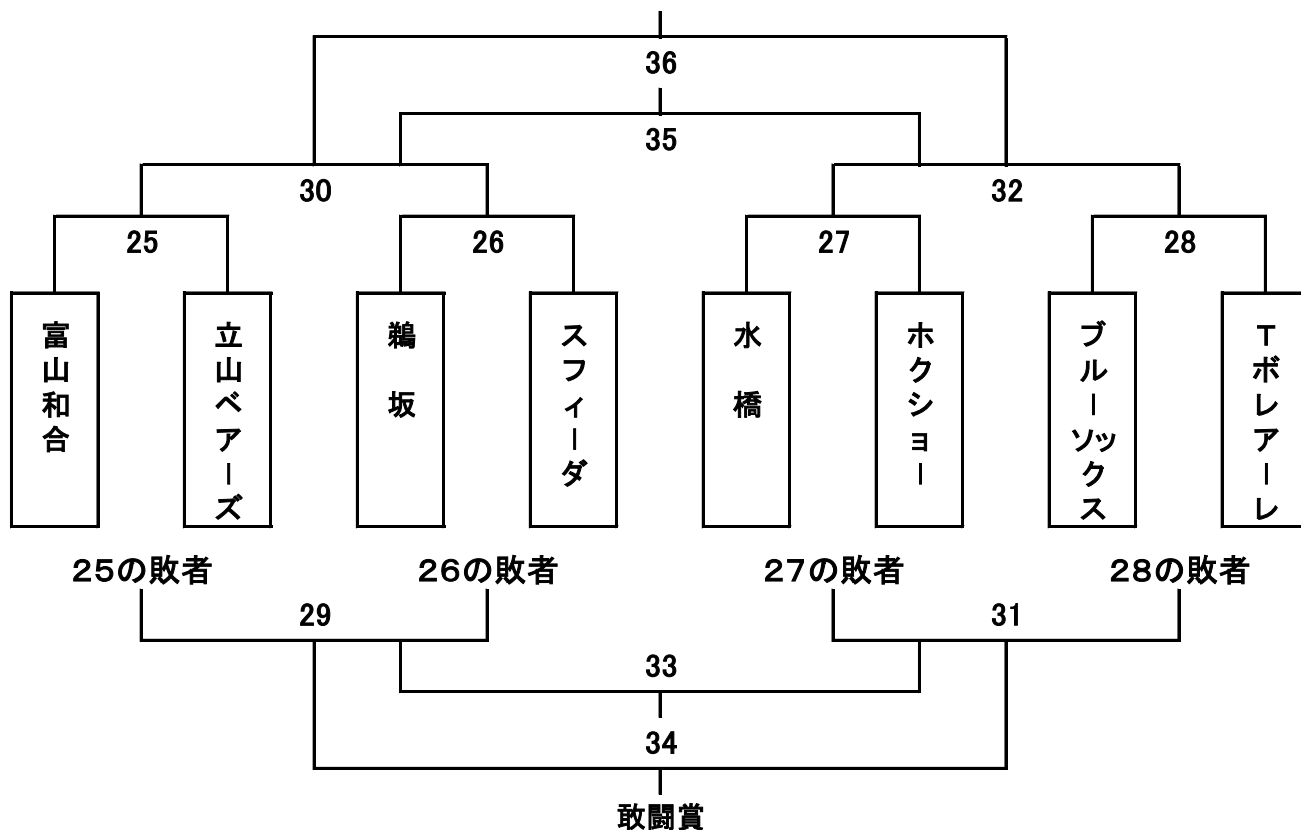 36
35
30
32
25
26
27
28
富山和合
立山ベアーズ
鵜坂
スフィーダ
水橋
ホクショー
ブルーソックス
Tボレアーレ
25の敗者
26の敗者
27の敗者
28の敗者
29
31
33
34
敢闘賞